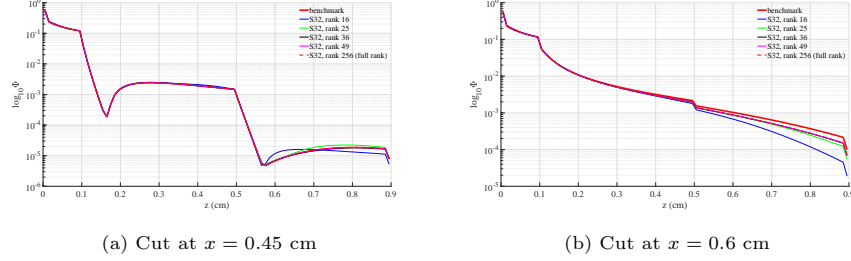 10⁰
10⁻¹
10⁻²
10⁻³
10⁻⁴
10⁻⁵
10⁻⁶
log₁₀ Φ
benchmark
S32, rank 16
S32, rank 25
S32, rank 36
S32, rank 49
S32, rank 256 (full rank)
0 0.1 0.2 0.3 0.4 0.5 0.6 0.7 0.8 0.9
z (cm)
(a) Cut at x = 0.45 cm
10⁰
10⁻¹
10⁻²
10⁻³
10⁻⁴
10⁻⁵
log₁₀ Φ
benchmark
S32, rank 16
S32, rank 25
S32, rank 36
S32, rank 49
S32, rank 256 (full rank)
0 0.1 0.2 0.3 0.4 0.5 0.6 0.7 0.8 0.9
z (cm)
(b) Cut at x = 0.6 cm